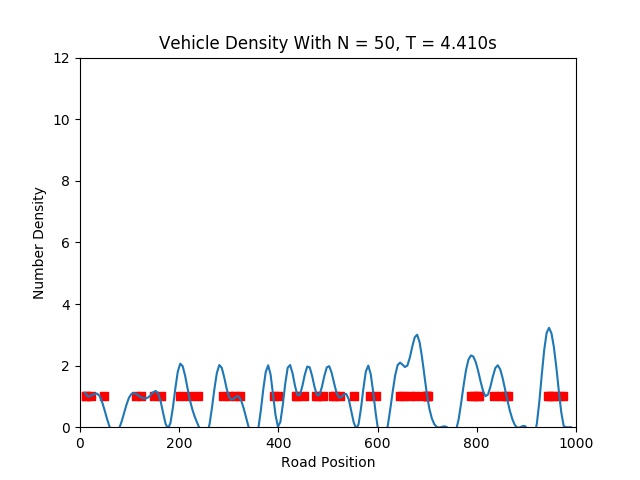 Vehicle Density With N = 50, T = 4.410s
12
10
8
6
4
2
0
Number Density
0 200 400 600 800 1000
Road Position